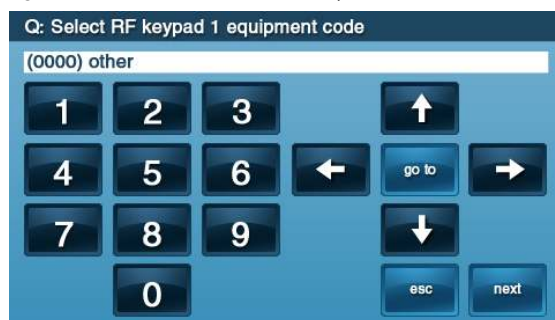 Q: Select RF keypad 1 equipment code
(0000) other
1 2 3
4 5 6 go to
7 8 9
0 esc next